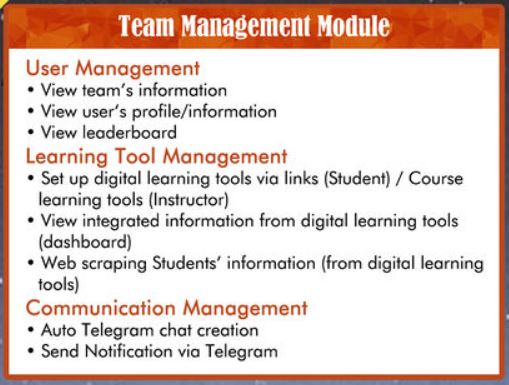 Team Management Module
User Management
• View team's information
• View user's profile/information
• View leaderboard
Learning Tool Management
• Set up digital learning tools via links (Student) / Course
learning tools (Instructor)
• View integrated information from digital learning tools
(dashboard)
• Web scraping Students' information (from digital learning
tools)
Communication Management
• Auto Telegram chat creation
• Send Notification via Telegram